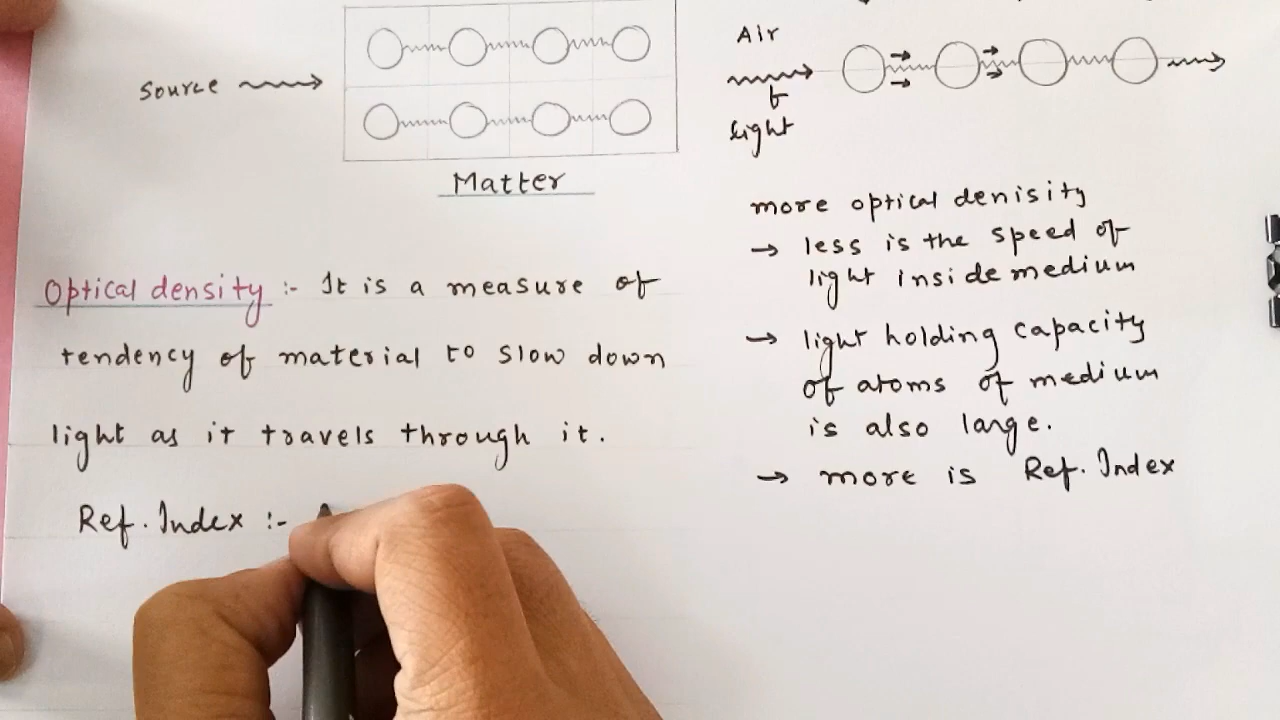 Source
Matter
Optical density :- It is a measure of
tendency of material to slow down
light as it travels through it.
Ref. Index :-
Air
light
more optical denisity
→ less is the speed of
light inside medium
→ light holding capacity
of atoms of medium
is also large.
→ more is Ref. Index